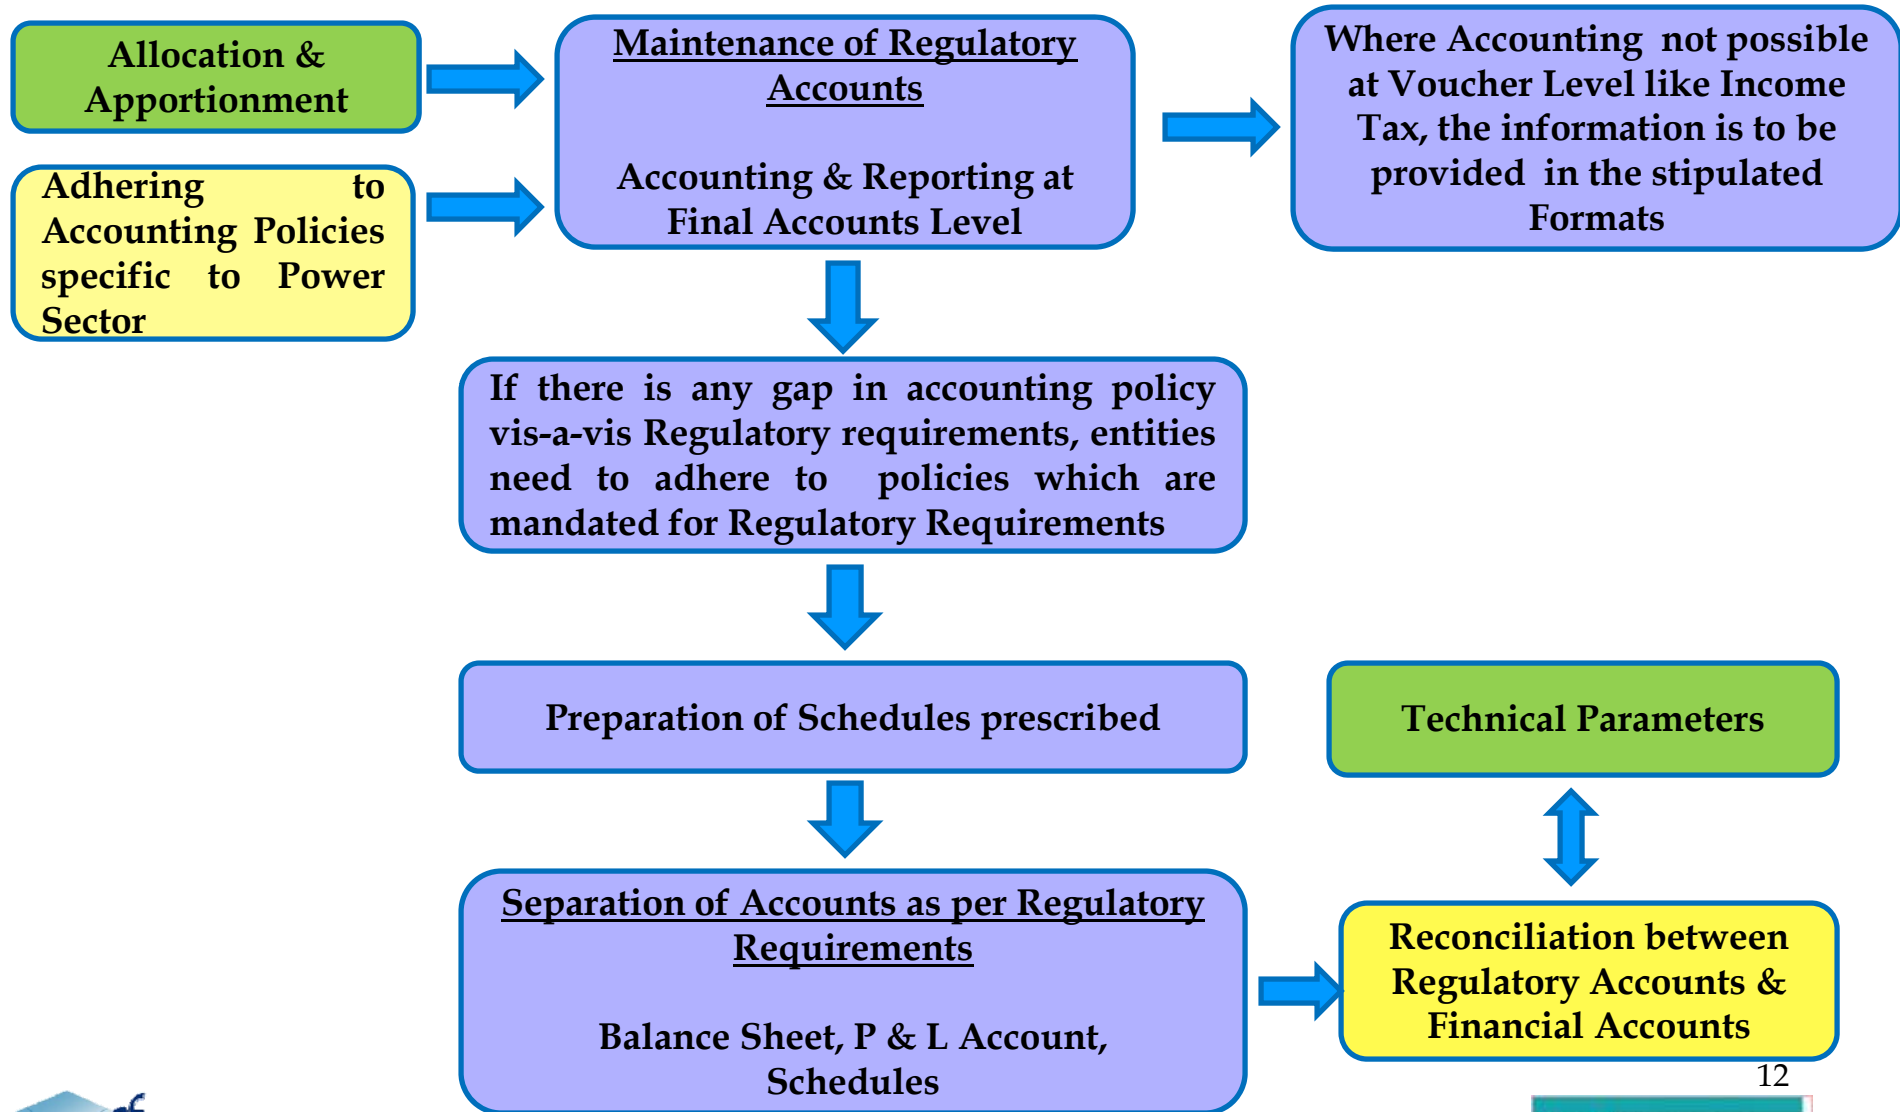 Allocation &
Apportionment
Adhering to
Accounting Policies
specific to Power
Sector
Maintenance of Regulatory
Accounts
Accounting & Reporting at
Final Accounts Level
Where Accounting not possible
at Voucher Level like Income
Tax, the information is to be
provided in the stipulated
Formats
If there is any gap in accounting policy
vis-a-vis Regulatory requirements, entities
need to adhere to policies which are
mandated for Regulatory Requirements
Preparation of Schedules prescribed
Technical Parameters
Separation of Accounts as per Regulatory
Requirements
Balance Sheet, P & L Account,
Schedules
Reconciliation between
Regulatory Accounts &
Financial Accounts
12